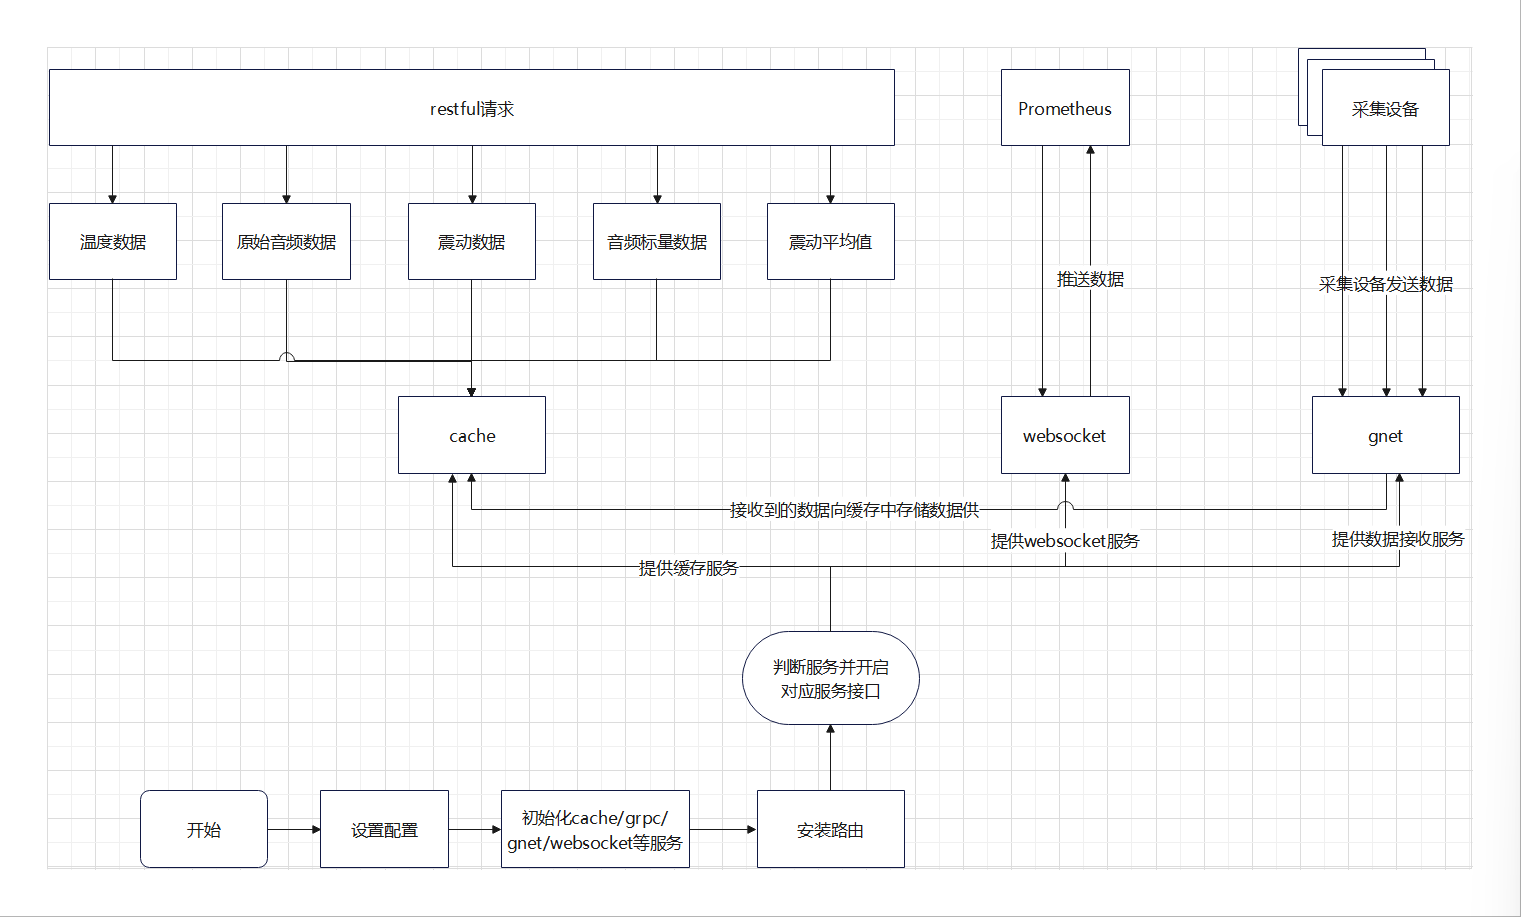 restful请求
Prometheus
采集设备
温度数据
原始音频数据
震动数据
音频标量数据
震动平均值
推送数据
采集设备发送数据
cache
websocket
gnet
接收到的数据向缓存中存储数据供
提供websocket服务
提供数据接收服务
提供缓存服务
判断服务并开启
对应服务接口
开始
设置配置
初始化cache/grpc/
gnet/websocket等服务
安装路由